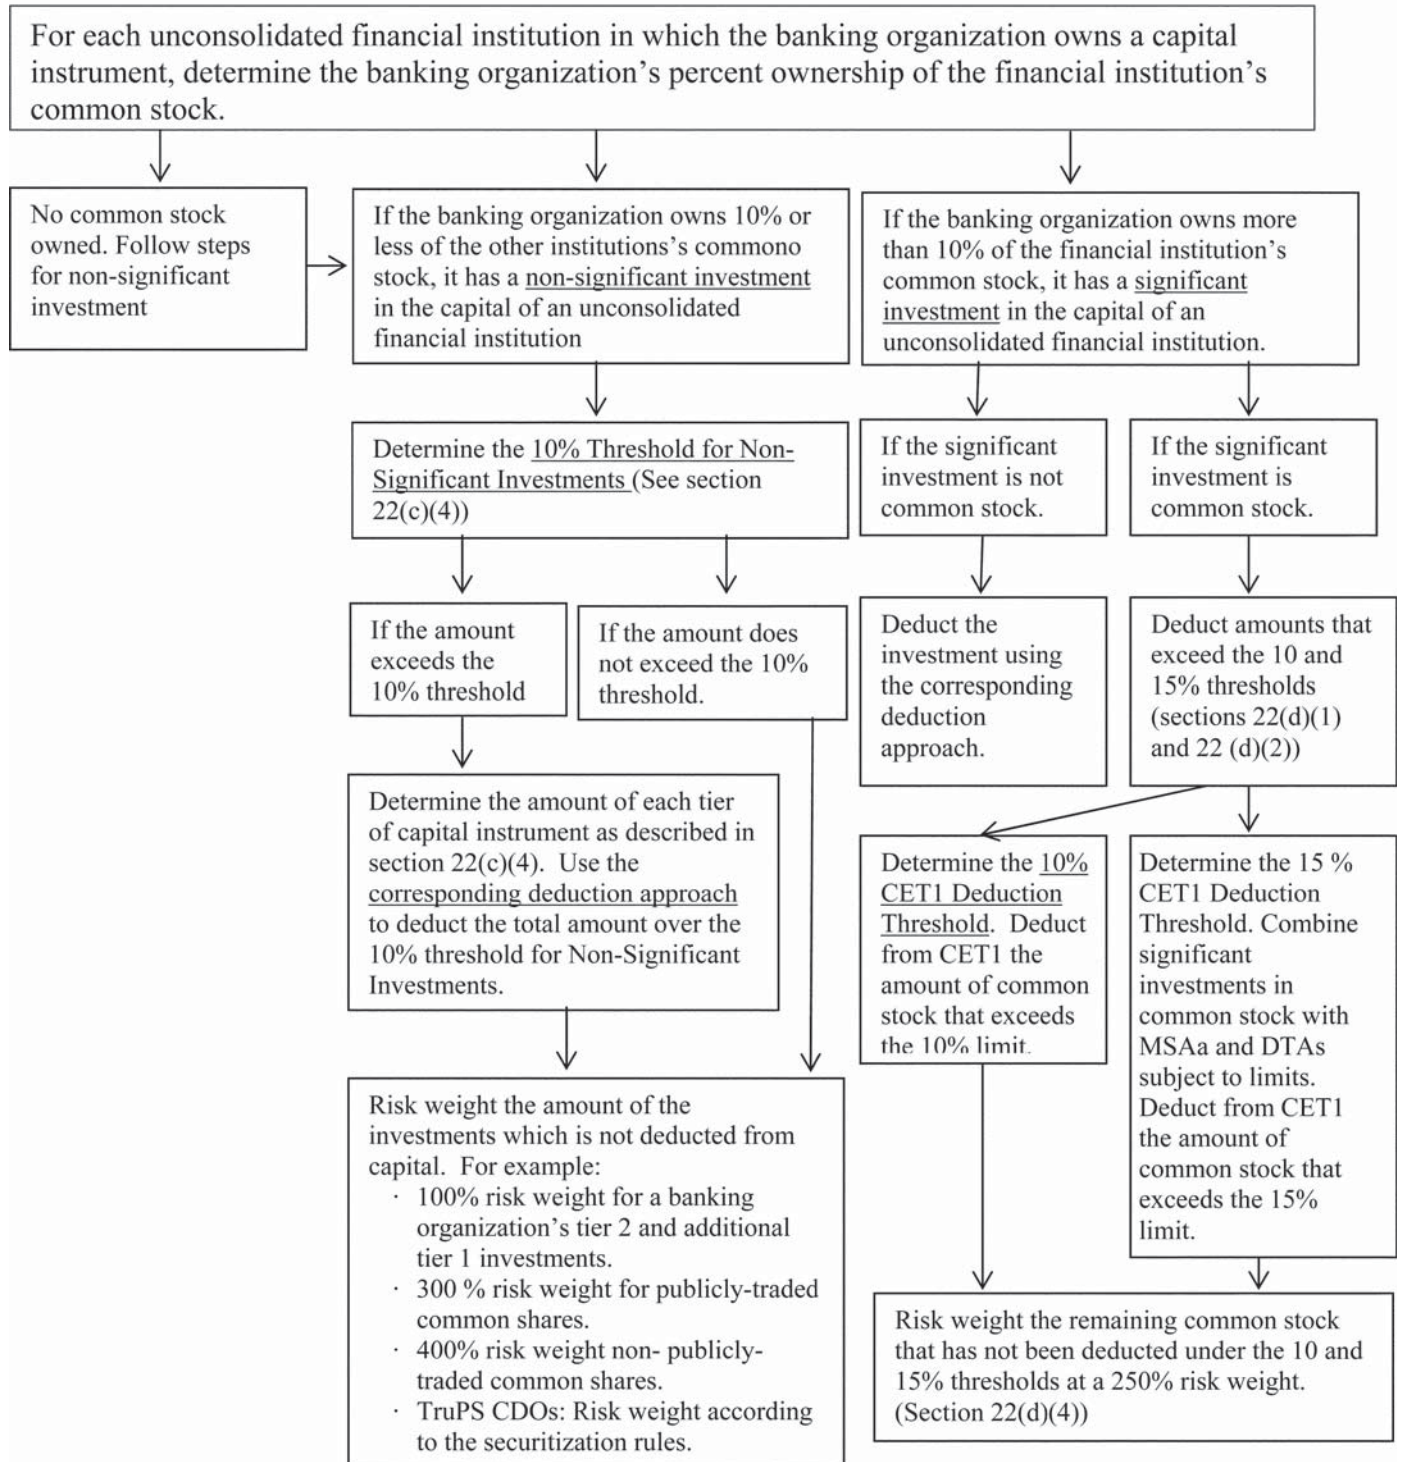 For each unconsolidated financial institution in which the banking organization owns a capital
instrument, determine the banking organization’s percent ownership of the financial institution’s
common stock.
No common stock
owned. Follow steps
for non-significant
investment
If the banking organization owns 10% or
less of the other institutions’s commono
stock, it has a non-significant investment
in the capital of an unconsolidated
financial institution
If the banking organization owns more
than 10% of the financial institution’s
common stock, it has a significant
investment in the capital of an
unconsolidated financial institution.
Determine the 10% Threshold for Non-
Significant Investments (See section
22(c)(4))
If the significant
investment is not
common stock.
If the significant
investment is
common stock.
If the amount
exceeds the
10% threshold
If the amount does
not exceed the 10%
threshold.
Deduct the
investment using
the corresponding
deduction
approach.
Deduct amounts that
exceed the 10 and
15% thresholds
(sections 22(d)(1)
and 22 (d)(2))
Determine the amount of each tier
of capital instrument as described in
section 22(c)(4).  Use the
corresponding deduction approach
to deduct the total amount over the
10% threshold for Non-Significant
Investments.
Determine the 10%
CET1 Deduction
Threshold.  Deduct
from CET1 the
amount of common
stock that exceeds
the 10% limit.
Determine the 15 %
CET1 Deduction
Threshold. Combine
significant
investments in
common stock with
MSAa and DTAs
subject to limits.
Deduct from CET1
the amount of
common stock that
exceeds the 15%
limit.
Risk weight the amount of the
investments which is not deducted from
capital.  For example:
· 100% risk weight for a banking
organization’s tier 2 and additional
tier 1 investments.
· 300 % risk weight for publicly-traded
common shares.
· 400% risk weight non- publicly-
traded common shares.
· TruPS CDOs: Risk weight according
to the securitization rules.
Risk weight the remaining common stock
that has not been deducted under the 10 and
15% thresholds at a 250% risk weight.
(Section 22(d)(4))